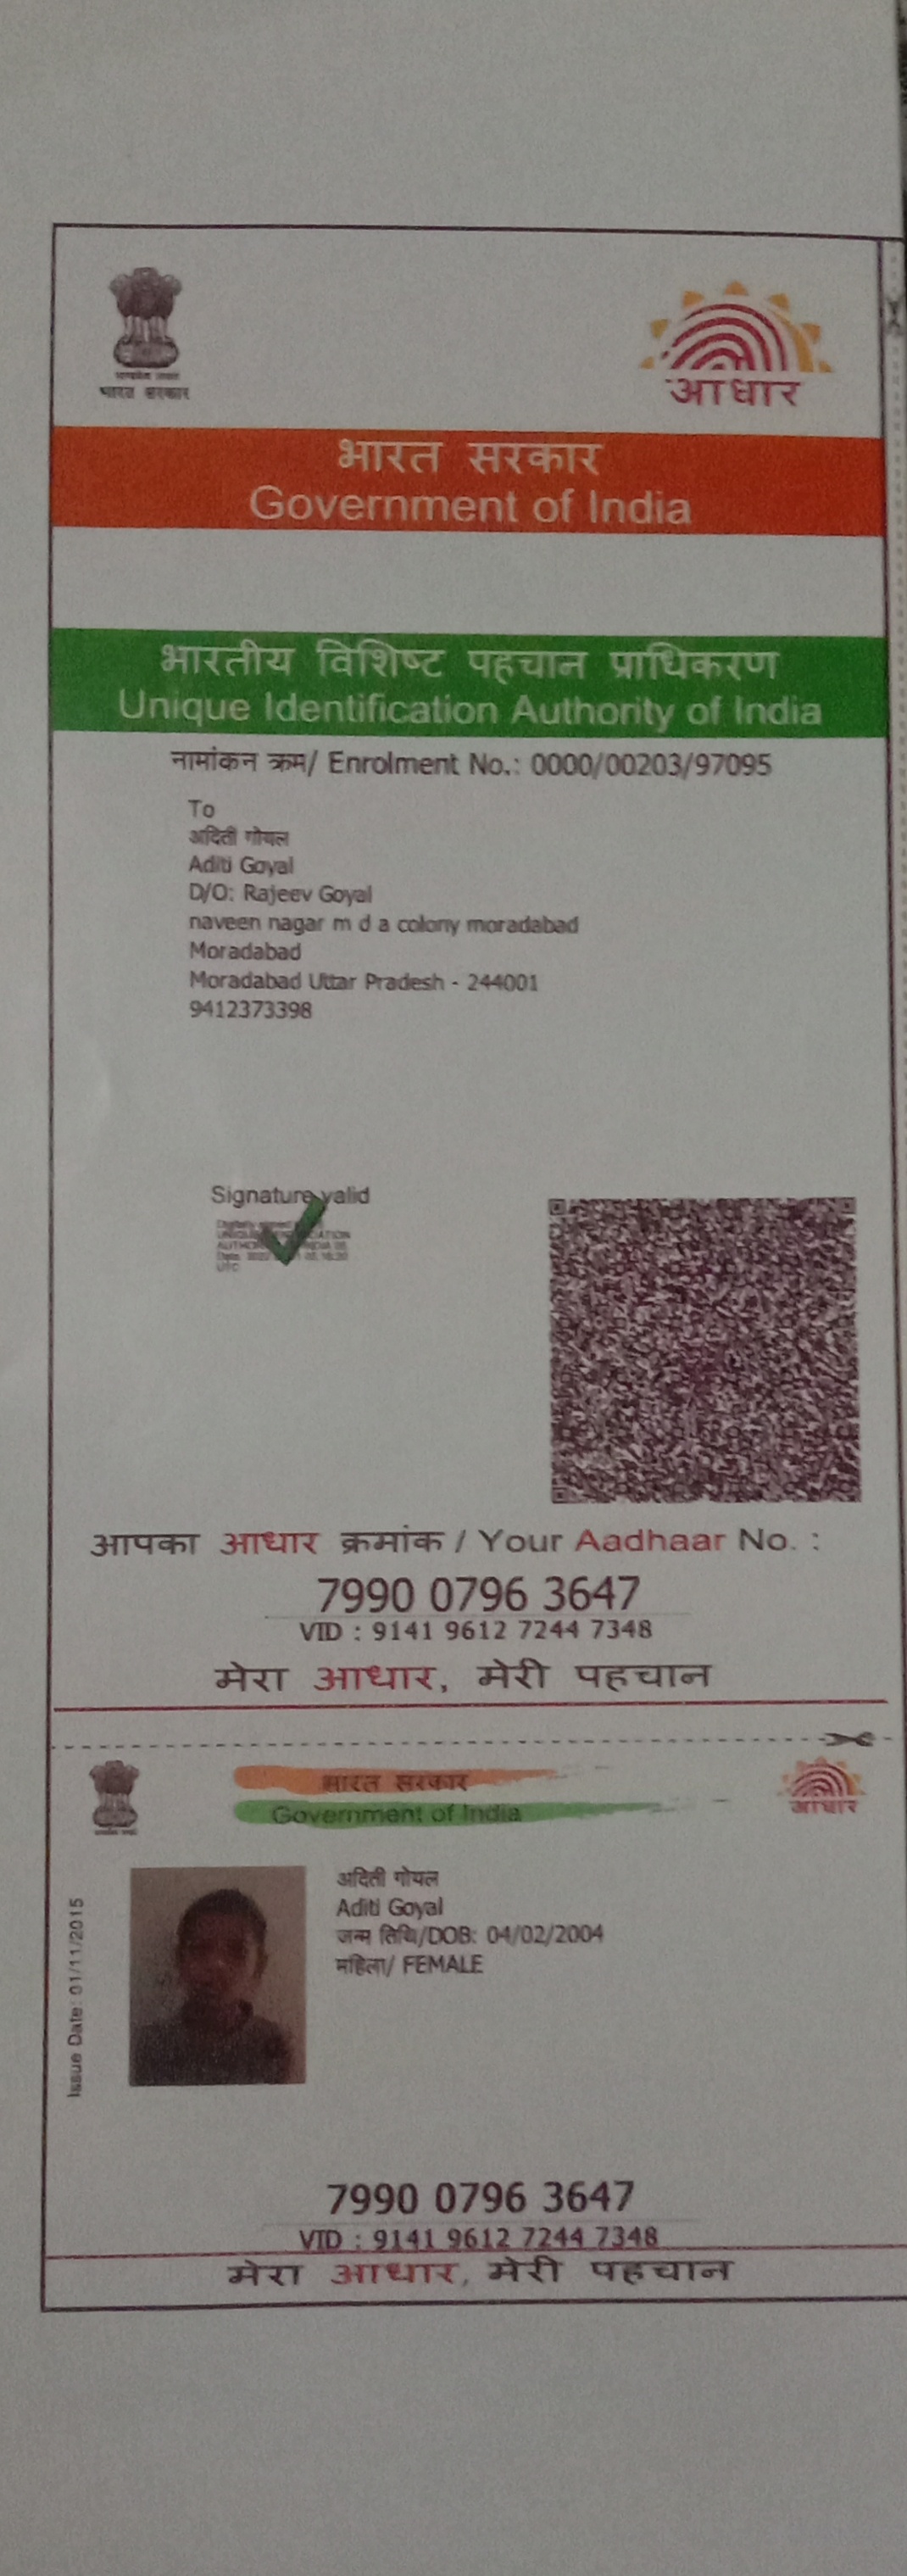 भारत सरकार
आधार
भारत सरकार
Government of India
भारतीय विशिष्ट पहचान प्राधिकरण
Unique Identification Authority of India
नामांकन क्रम/ Enrolment No.: 0000/00203/97095
To
अदिती गोयल
Aditi Goyal
D/O: Rajeev Goyal
naveen nagar m d a colony moradabad
Moradabad
Moradabad Uttar Pradesh - 244001
9412373398
Signature valid
आपका आधार क्रमांक / Your Aadhaar No. :
7990 0796 3647
VID : 9141 9612 7244 7348
मेरा आधार, मेरी पहचान
भारत सरकार
Government of India
आधार
Issue Date: 01/11/2015
अदिती गोयल
Aditi Goyal
जन्म तिथि/DOB: 04/02/2004
महिला/ FEMALE
7990 0796 3647
VID : 9141 9612 7244 7348
मेरा आधार, मेरी पहचान